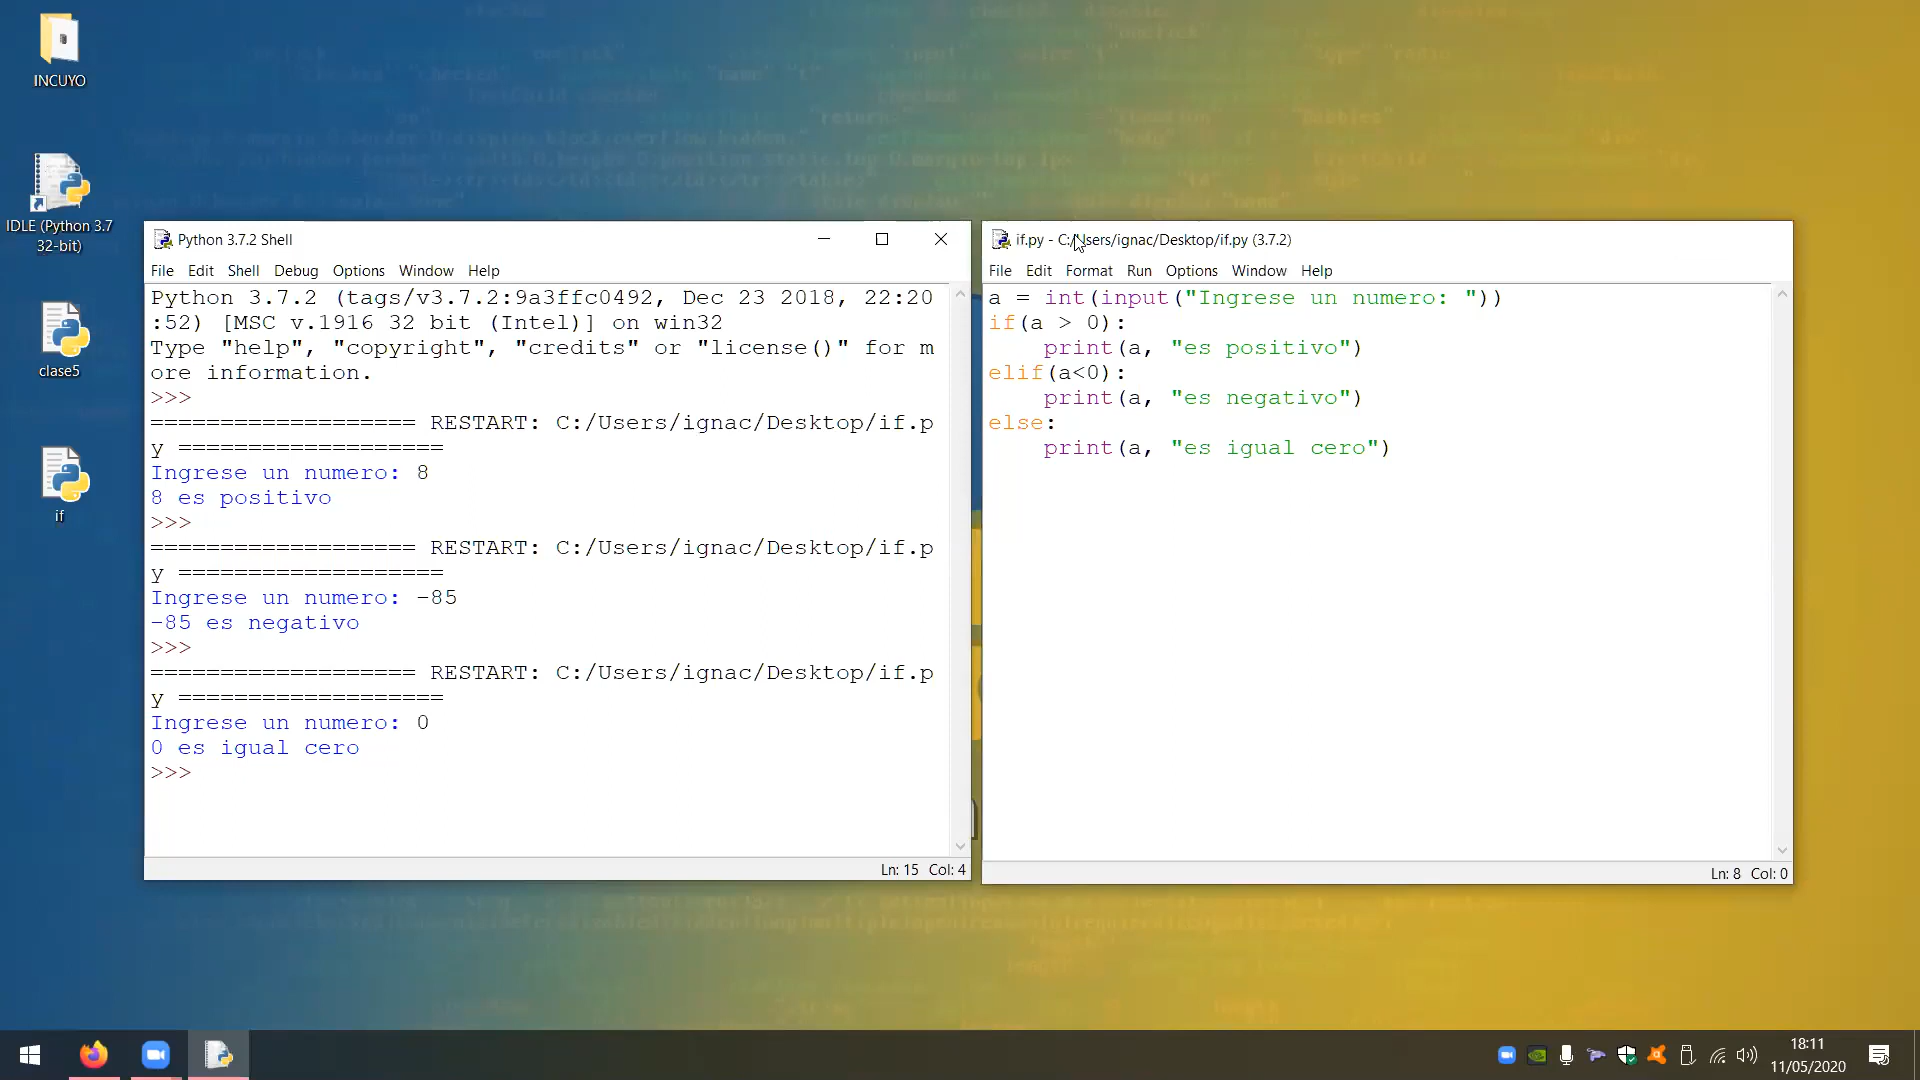 INCUYO
IDLE (Python 3.7
32-bit)
clase5
if
Python 3.7.2 Shell
File Edit Shell Debug Options Window Help
Python 3.7.2 (tags/v3.7.2:9a3ffc0492, Dec 23 2018, 22:20
:52) [MSC v.1916 32 bit (Intel)] on win32
Type "help", "copyright", "credits" or "license()" for m
ore information.
>>>
=================== RESTART: C:/Users/ignac/Desktop/if.p
y ===================
Ingrese un numero: 8
8 es positivo
>>>
=================== RESTART: C:/Users/ignac/Desktop/if.p
y ===================
Ingrese un numero: -85
-85 es negativo
>>>
=================== RESTART: C:/Users/ignac/Desktop/if.p
y ===================
Ingrese un numero: 0
0 es igual cero
>>>
Ln: 15 Col: 4
if.py - C:/Users/ignac/Desktop/if.py (3.7.2)
File Edit Format Run Options Window Help
a = int(input("Ingrese un numero: "))
if(a > 0):
    print(a, "es positivo")
elif(a<0):
    print(a, "es negativo")
else:
    print(a, "es igual cero")
Ln: 8 Col: 0
18:11
11/05/2020